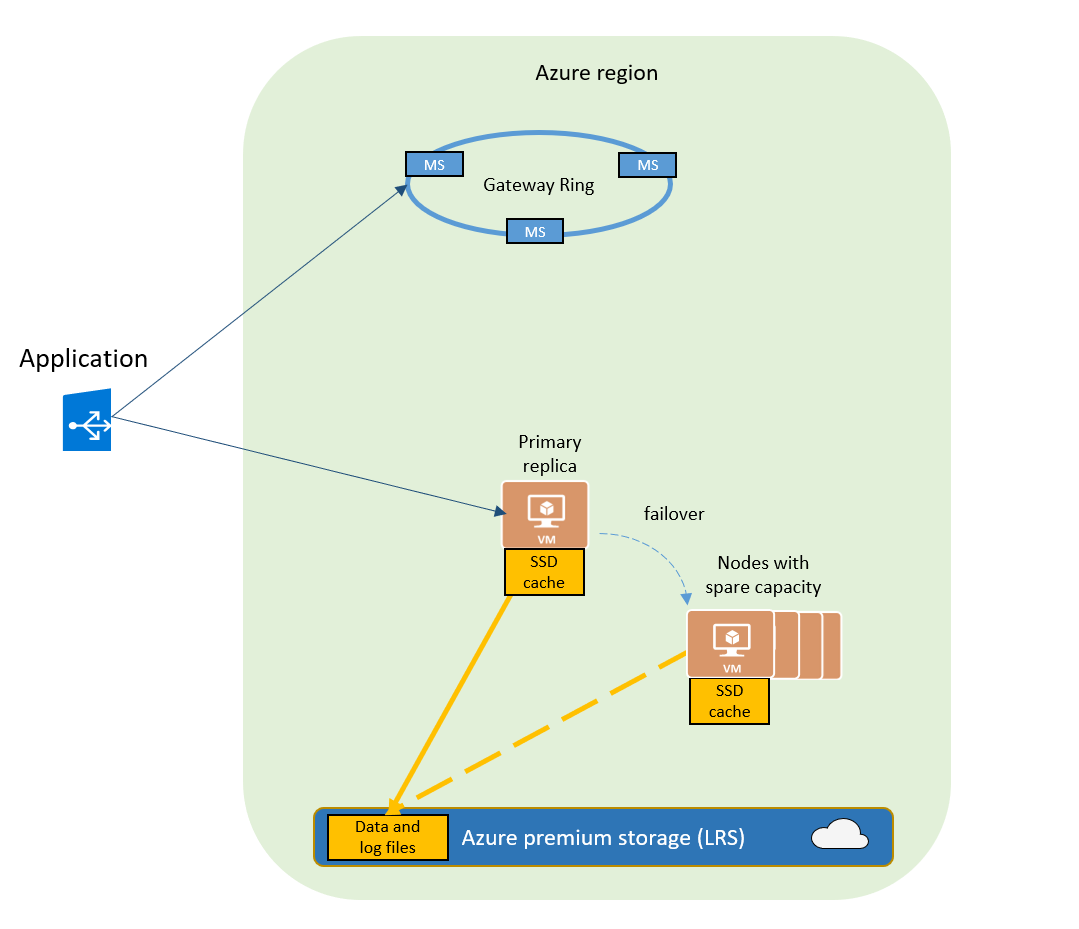 Azure region
MS
MS
Gateway Ring
MS
Application
Primary
replica
VM
SSD
cache
failover
Nodes with
spare capacity
VM
SSD
cache
Data and
log files
Azure premium storage (LRS)